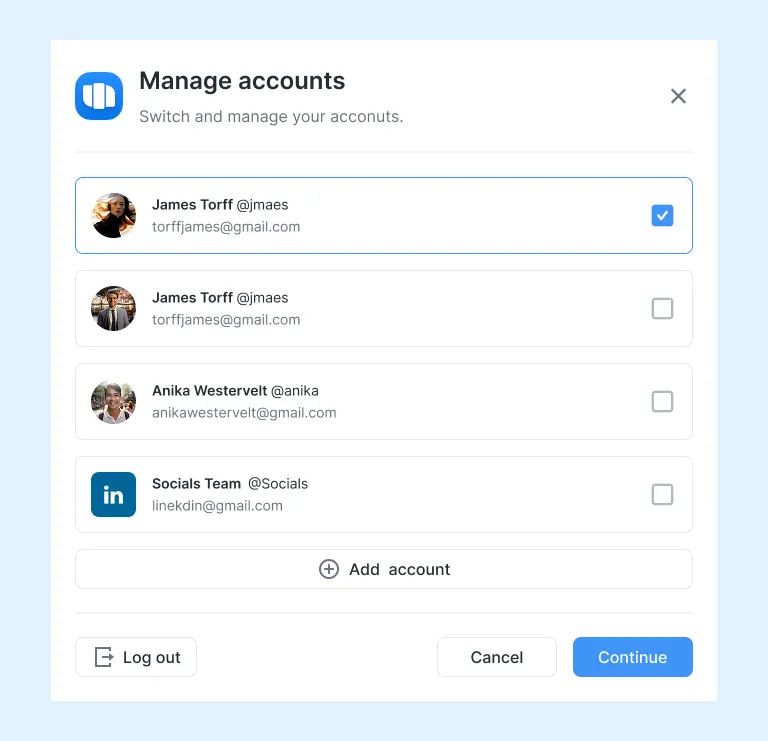 Manage accounts
Switch and manage your acconuts.
James Torff @jmaes
torffjames@gmail.com
James Torff @jmaes
torffjames@gmail.com
Anika Westervelt @anika
anikawestervelt@gmail.com
in
Socials Team @Socials
linekdin@gmail.com
Add account
Log out
Cancel
Continue